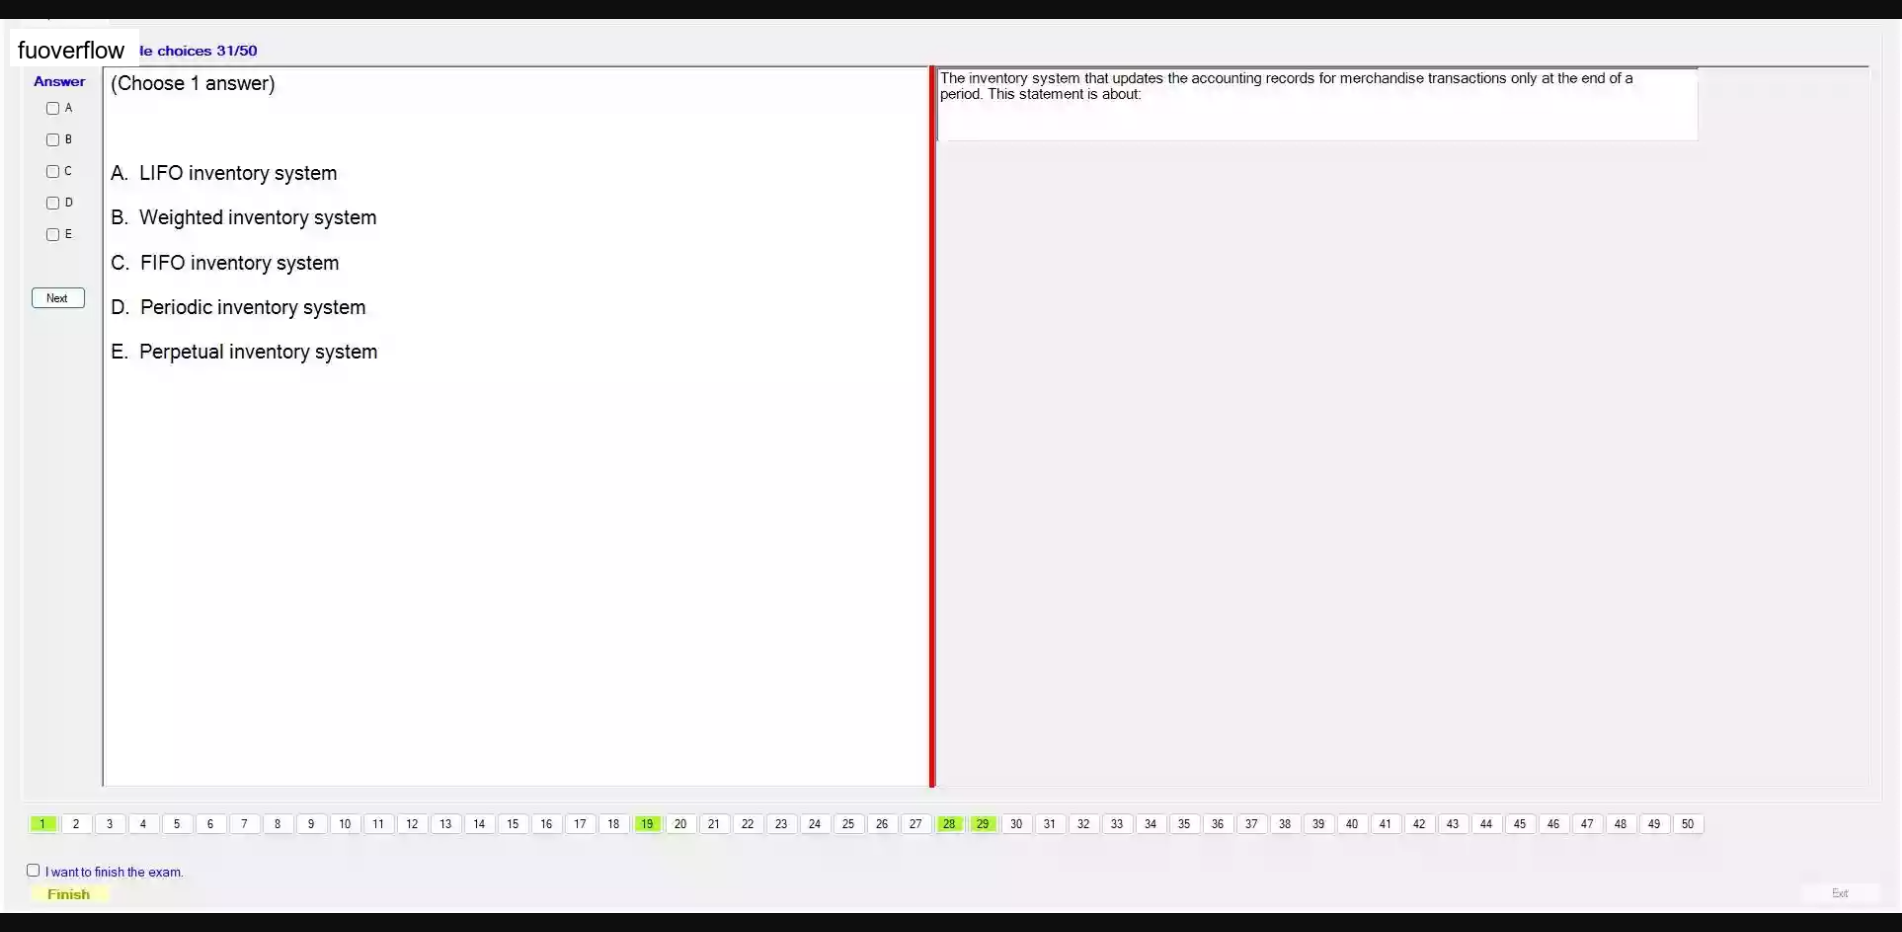 fuoverflow
le choices 31/50
Answer
A
B
C
D
E
Next
(Choose 1 answer)
A. LIFO inventory system
B. Weighted inventory system
C. FIFO inventory system
D. Periodic inventory system
E. Perpetual inventory system
The inventory system that updates the accounting records for merchandise transactions only at the end of a
period. This statement is about:
1 2 3 4 5 6 7 8 9 10 11 12 13 14 15 16 17 18 19 20 21 22 23 24 25 26 27 28 29 30 31 32 33 34 35 36 37 38 39 40 41 42 43 44 45 46 47 48 49 50
I want to finish the exam.
Finish
Exit